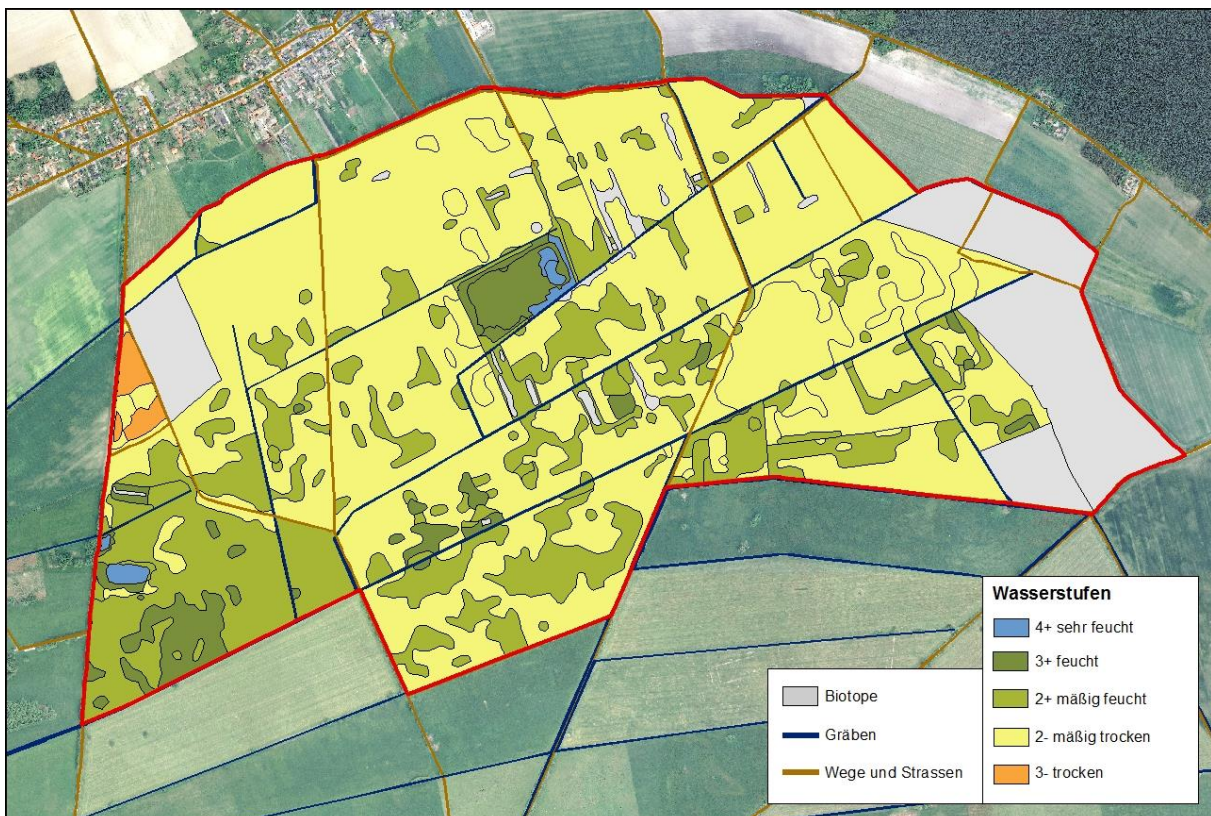 Wasserstufen
4+ sehr feucht
3+ feucht
2+ mäßig feucht
2- mäßig trocken
3- trocken
Biotope
Gräben
Wege und Strassen